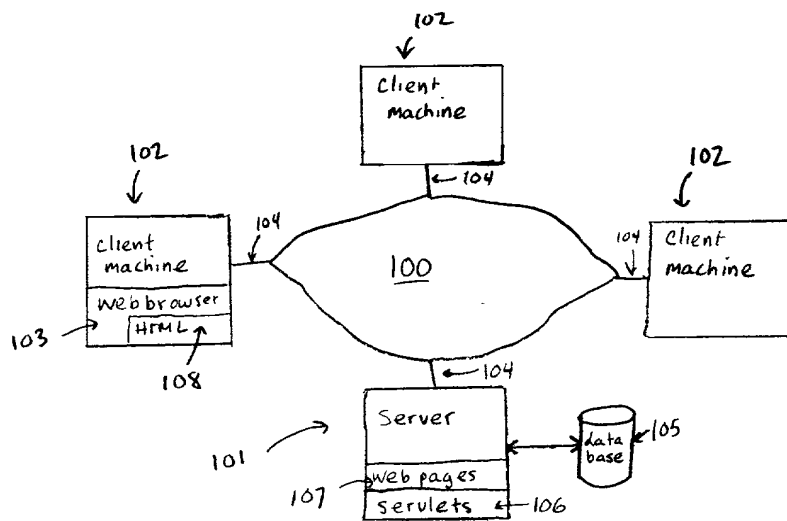 102
Client
machine
102
104
102
104
Client
machine
100
104
Client
machine
Web browser
HTML
103
108
104
Server
data
base
105
101
Web pages
107
Servlets
106